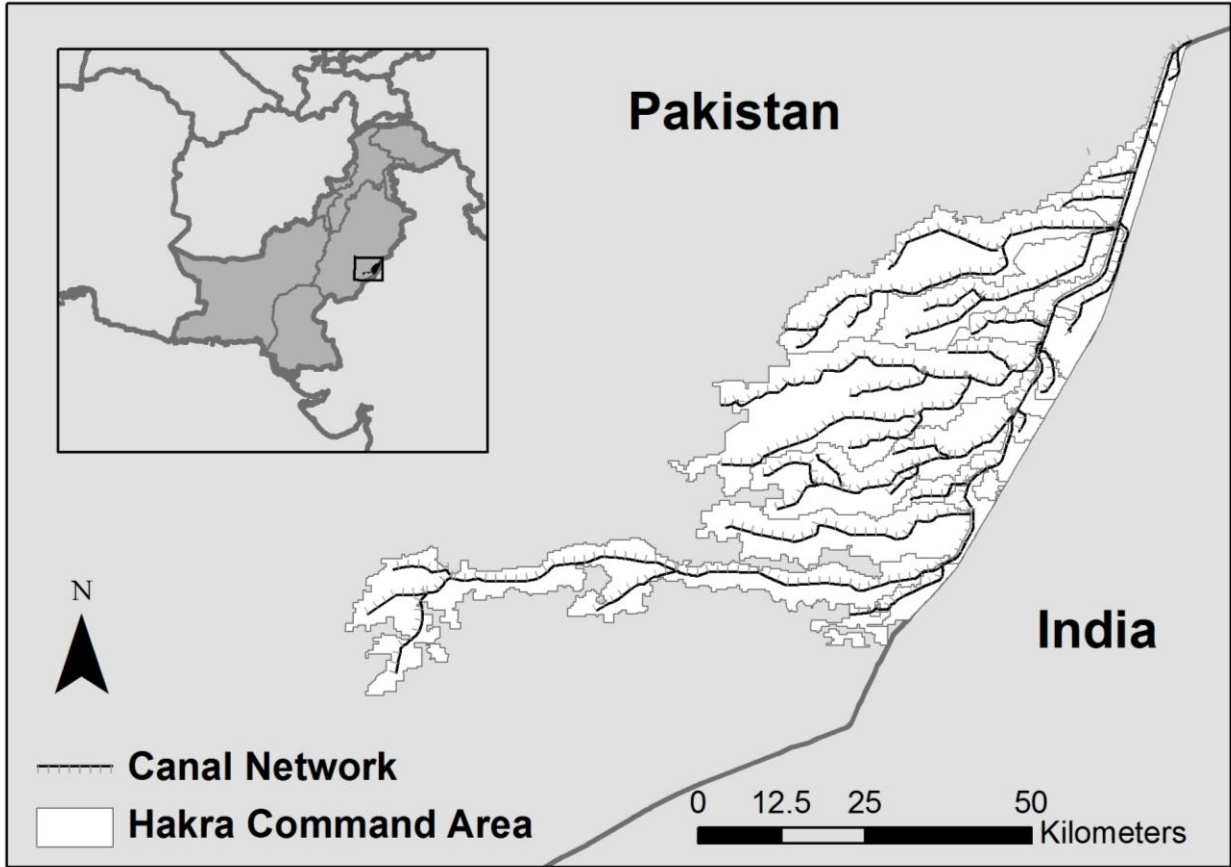 Pakistan
India
N
Canal Network
Hakra Command Area
0 12.5 25 50
Kilometers